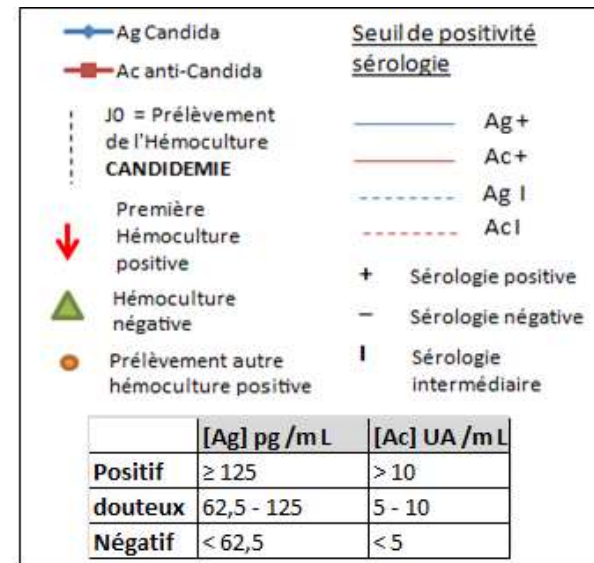 Ag Candida
Ac anti-Candida
J0 = Prélèvement
de l'Hémoculture
CANDIDEMIE
Première
Hémoculture
positive
Hémoculture
négative
Prélèvement autre
hémoculture positive
Seuil de positivité
sérologie
Ag +
Ac +
Ag I
Ac I
+ Sérologie positive
– Sérologie négative
I Sérologie
intermédiaire
[Ag] pg /mL [Ac] UA /mL
Positif ≥ 125 > 10
douteux 62,5 - 125 5 - 10
Négatif < 62,5 < 5